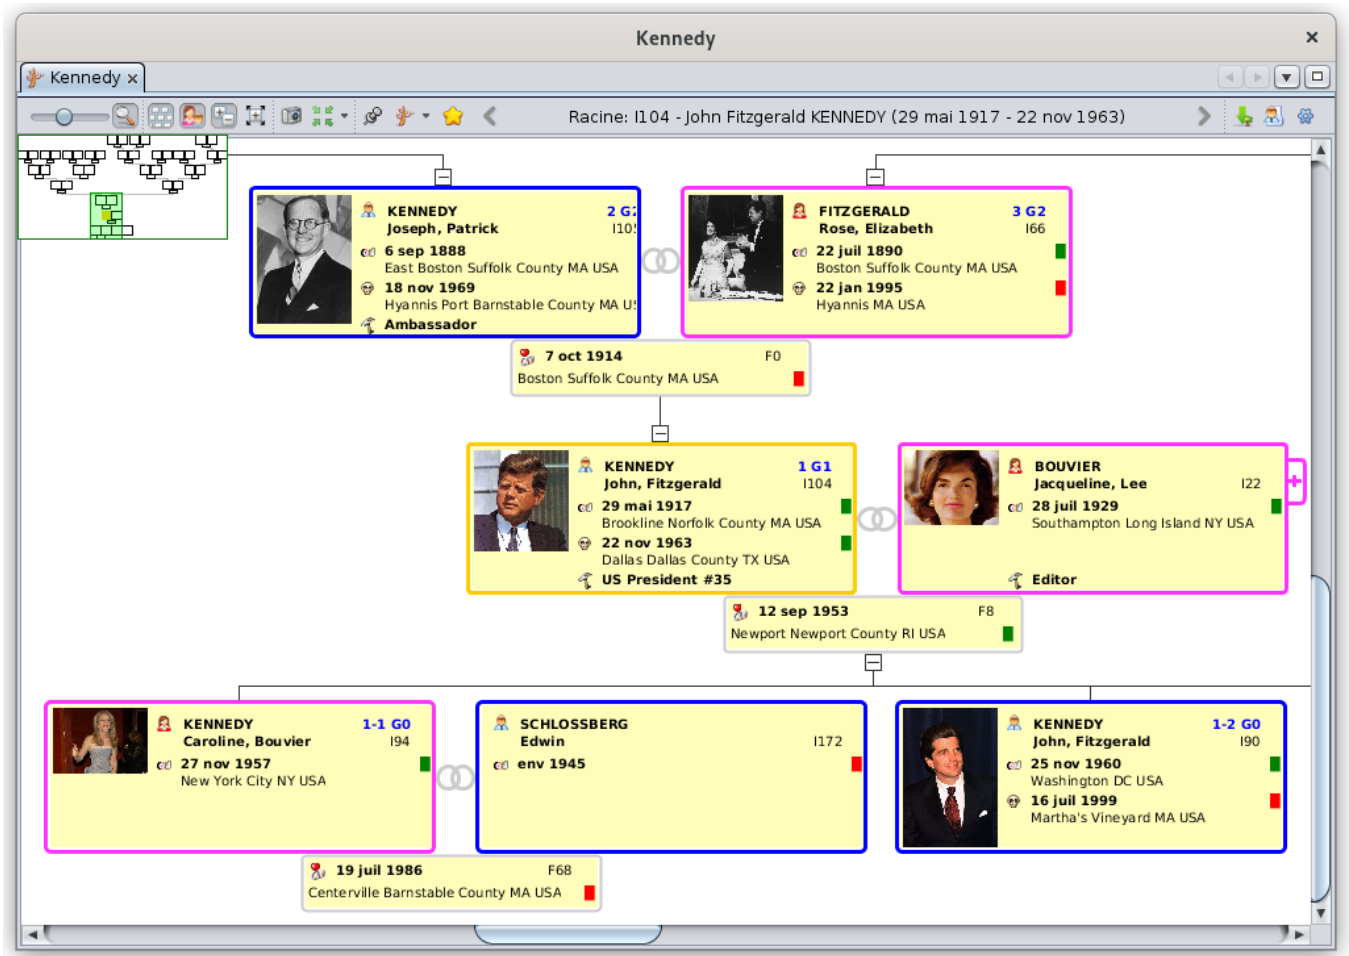 Kennedy
Kennedy
Racine: I104 - John Fitzgerald KENNEDY (29 mai 1917 - 22 nov 1963)
KENNEDY 2 G2
Joseph, Patrick
6 sep 1888
East Boston Suffolk County MA USA
18 nov 1969
Hyannis Port Barnstable County MA
Ambassador
FITZGERALD 3 G2
Rose, Elizabeth I66
22 juil 1890
Boston Suffolk County MA USA
22 jan 1995
Hyannis MA USA
7 oct 1914 F0
Boston Suffolk County MA USA
KENNEDY 1 G1
John, Fitzgerald I104
29 mai 1917
Brookline Norfolk County MA USA
22 nov 1963
Dallas Dallas County TX USA
US President #35
BOUVIER
Jacqueline, Lee I22
28 juil 1929
Southampton Long Island NY USA
Editor
12 sep 1953 F8
Newport Newport County RI USA
KENNEDY 1-1 G0
Caroline, Bouvier I94
27 nov 1957
New York City NY USA
SCHLOSSBERG
Edwin I172
env 1945
KENNEDY 1-2 G0
John, Fitzgerald I90
25 nov 1960
Washington DC USA
16 juil 1999
Martha's Vineyard MA USA
19 juil 1986 F68
Centerville Barnstable County MA USA